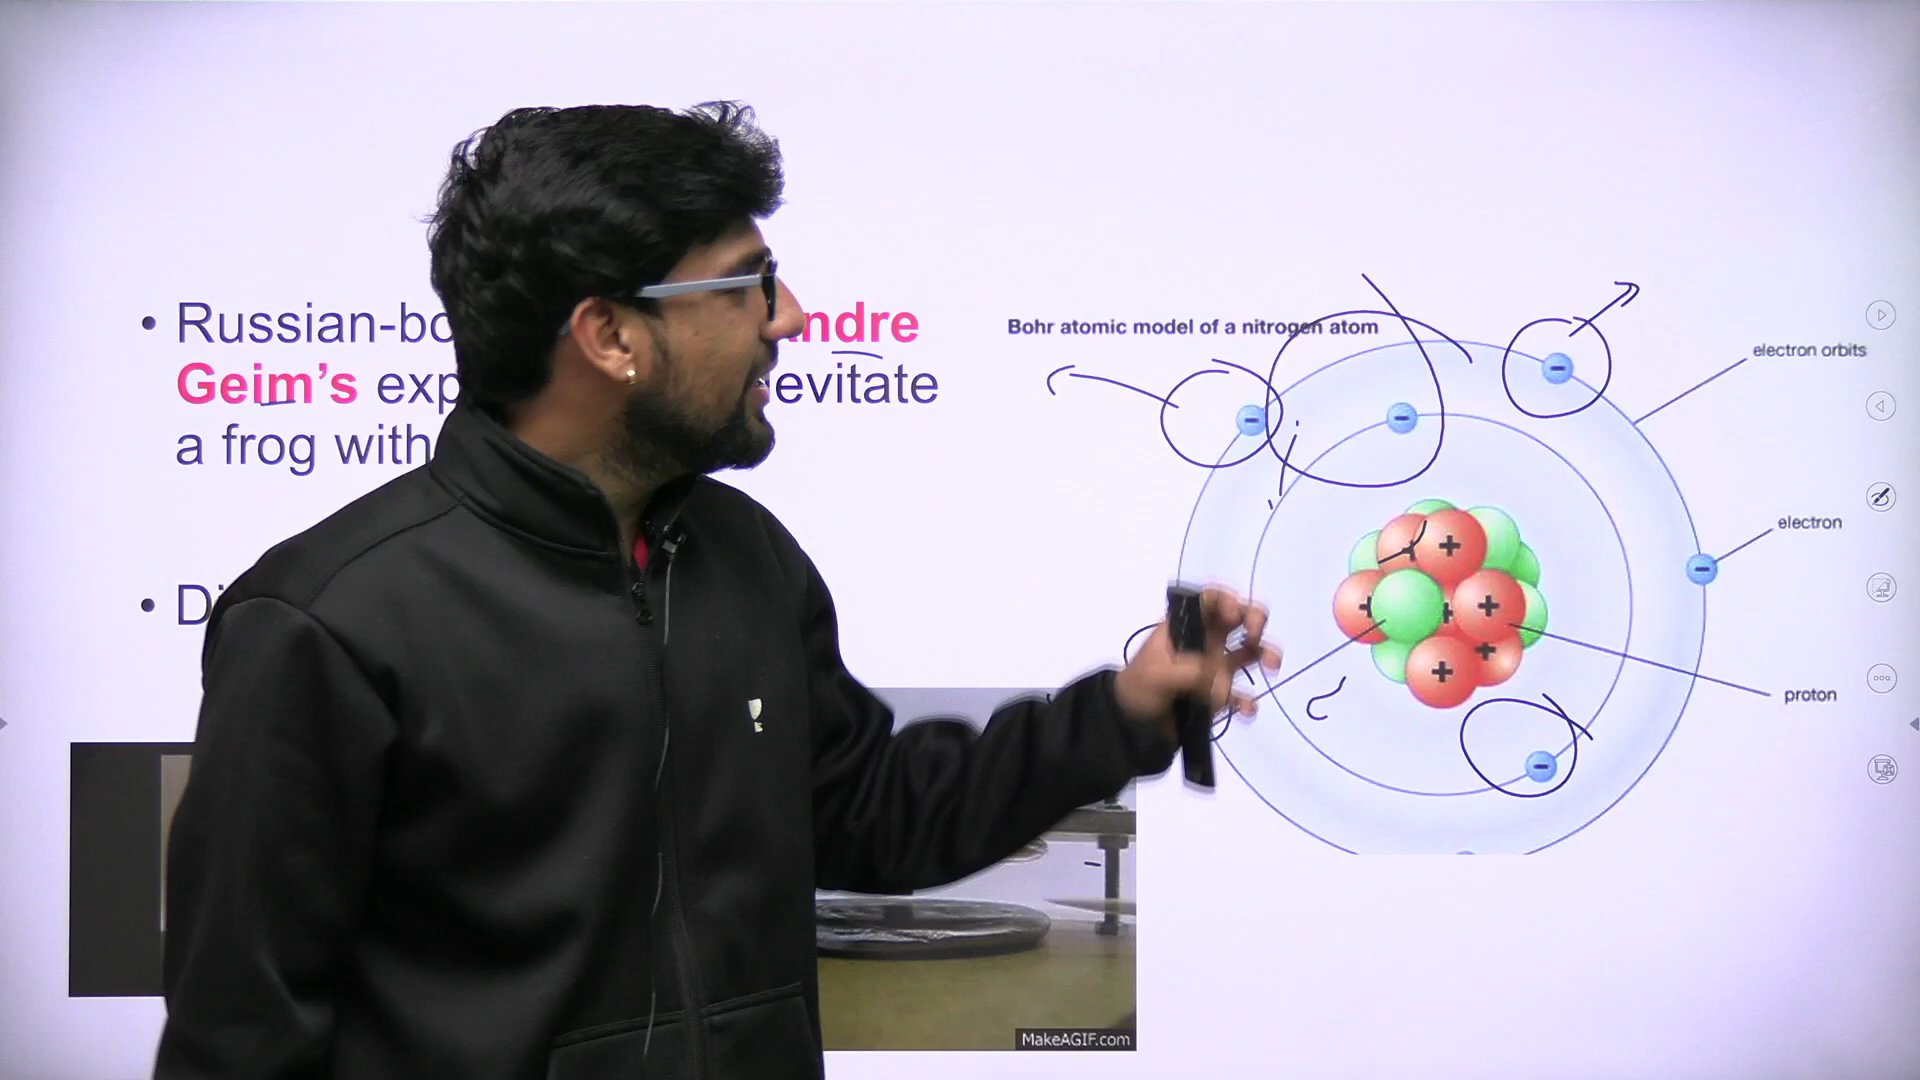 • Russian-bo ndre
Geim's exp levitate
a frog with
• Di
Bohr atomic model of a nitrogen atom
electron orbits
electron
proton
MakeAGIF.com